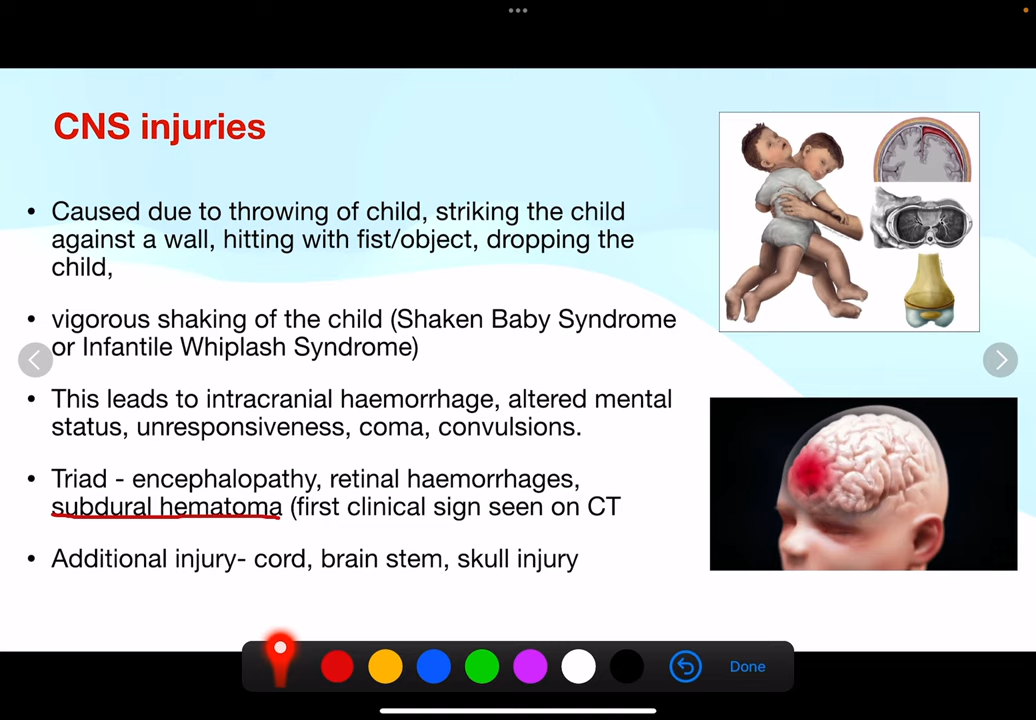 CNS injuries
• Caused due to throwing of child, striking the child
against a wall, hitting with fist/object, dropping the
child,
• vigorous shaking of the child (Shaken Baby Syndrome
or Infantile Whiplash Syndrome)
• This leads to intracranial haemorrhage, altered mental
status, unresponsiveness, coma, convulsions.
• Triad - encephalopathy, retinal haemorrhages,
subdural hematoma (first clinical sign seen on CT
• Additional injury- cord, brain stem, skull injury
Done